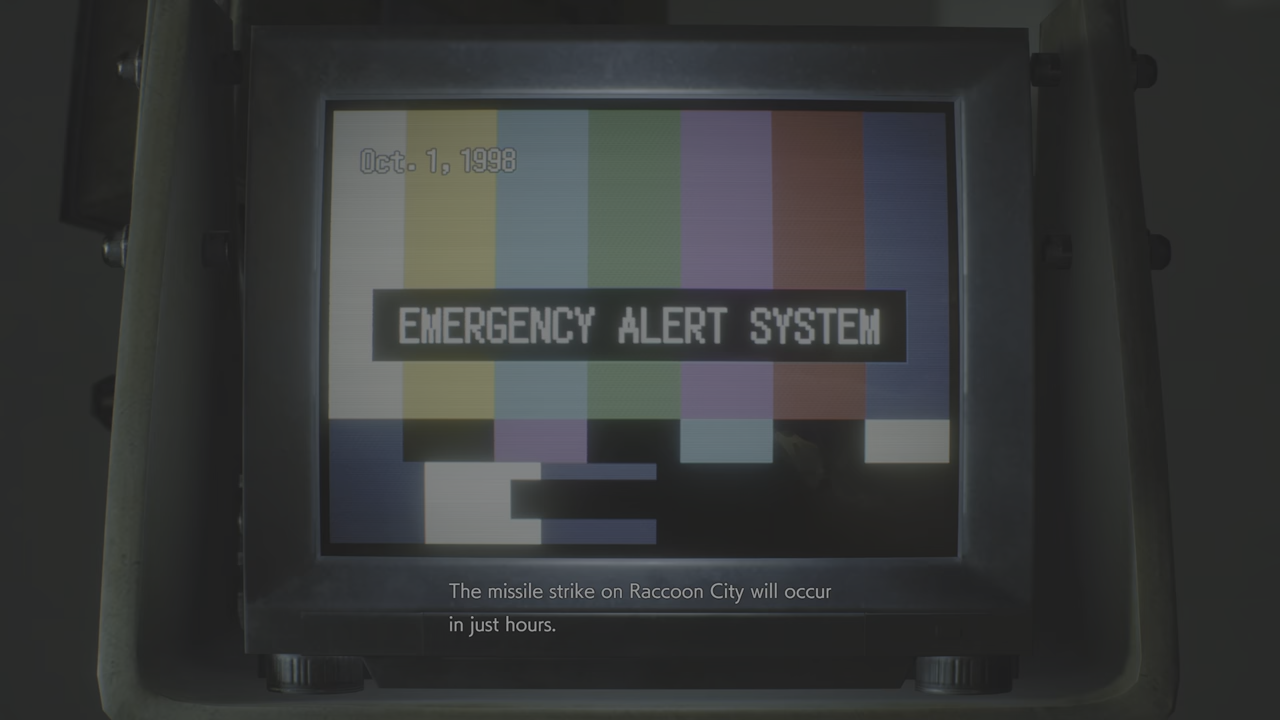 Oct. 1, 1998
EMERGENCY ALERT SYSTEM
The missile strike on Raccoon City will occur
in just hours.